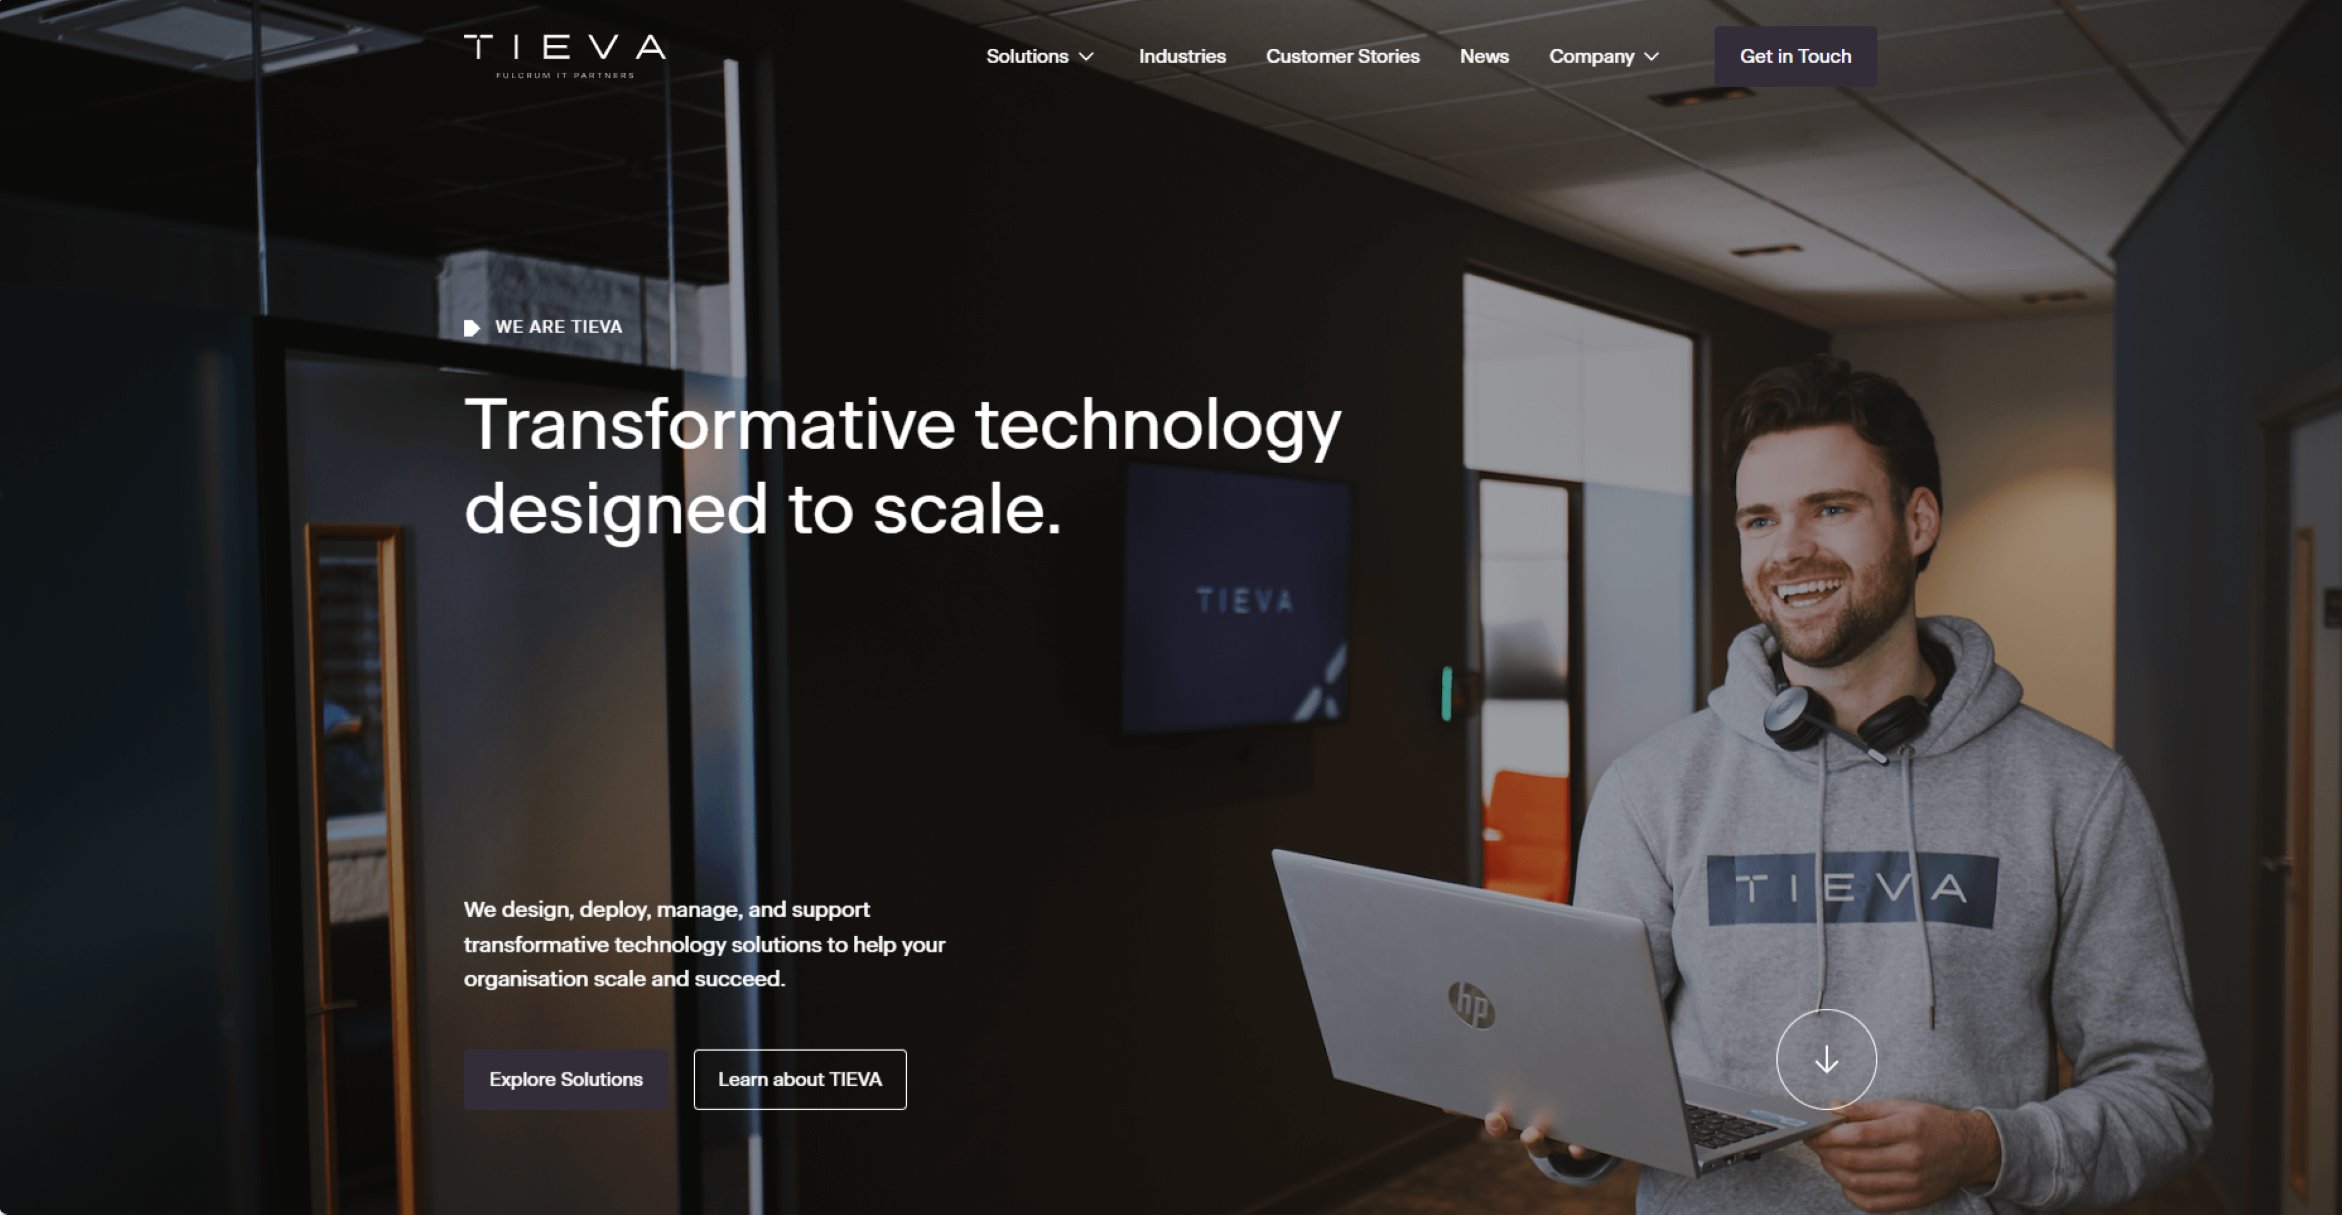 TIEVA
FULCRUM IT PARTNERS
Solutions
Industries
Customer Stories
News
Company
Get in Touch
WE ARE TIEVA
Transformative technology
designed to scale.
TIEVA
TIEVA
hp
We design, deploy, manage, and support
transformative technology solutions to help your
organisation scale and succeed.
Explore Solutions
Learn about TIEVA